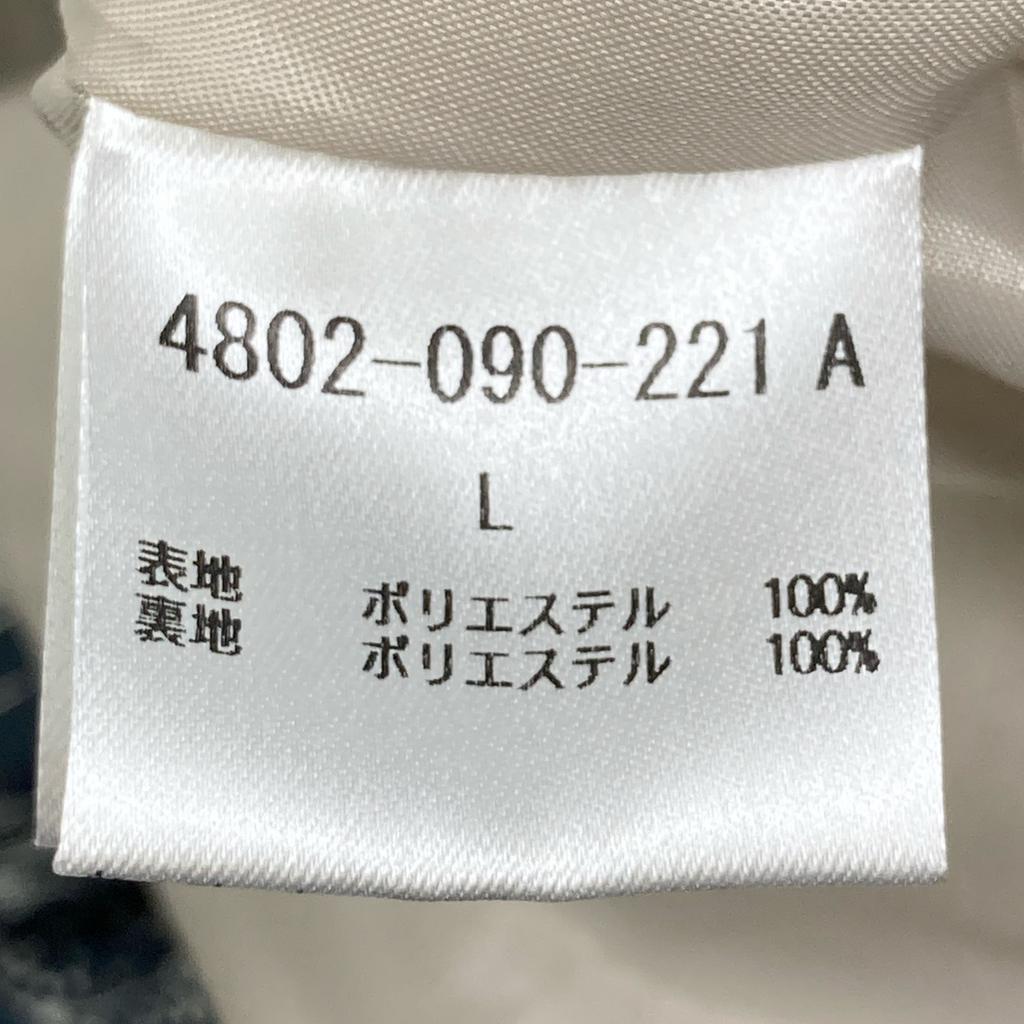 4802-090-221 A
L
表地 ポリエステル 100%
裏地 ポリエステル 100%